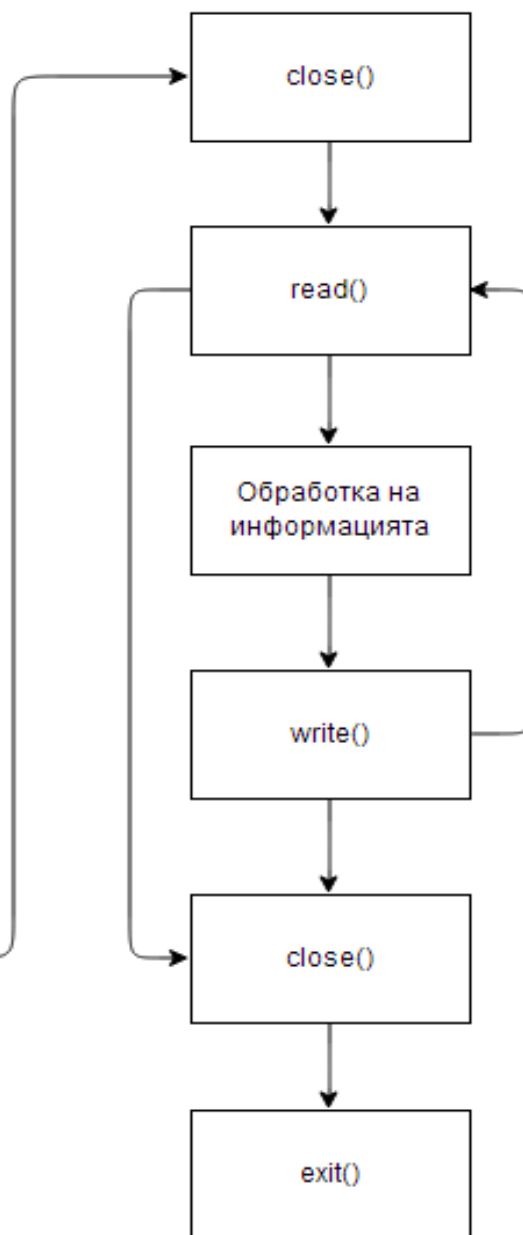 close()
read()
Обработка на
информацията
write()
close()
exit()